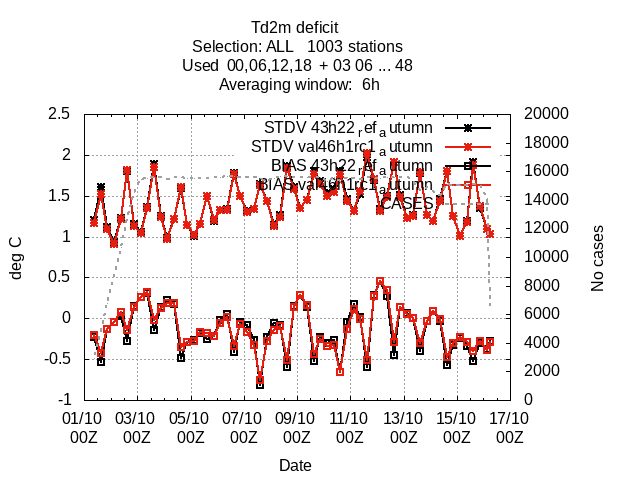 Td2m deficit
Selection: ALL 1003 stations
Used 00,06,12,18 + 03 06 ... 48
Averaging window: 6h
STDV 43h22refautumn
STDV val46h1rc1autumn
BIAS 43h22refautumn
BIAS val46h1rc1autumn
CASES
deg C
2.5
2
1.5
1
0.5
0
-0.5
-1
20000
18000
16000
14000
12000
10000
8000
6000
4000
2000
0
No cases
01/10 03/10 05/10 07/10 09/10 11/10 13/10 15/10 17/10
00Z 00Z 00Z 00Z 00Z 00Z 00Z 00Z 00Z
Date